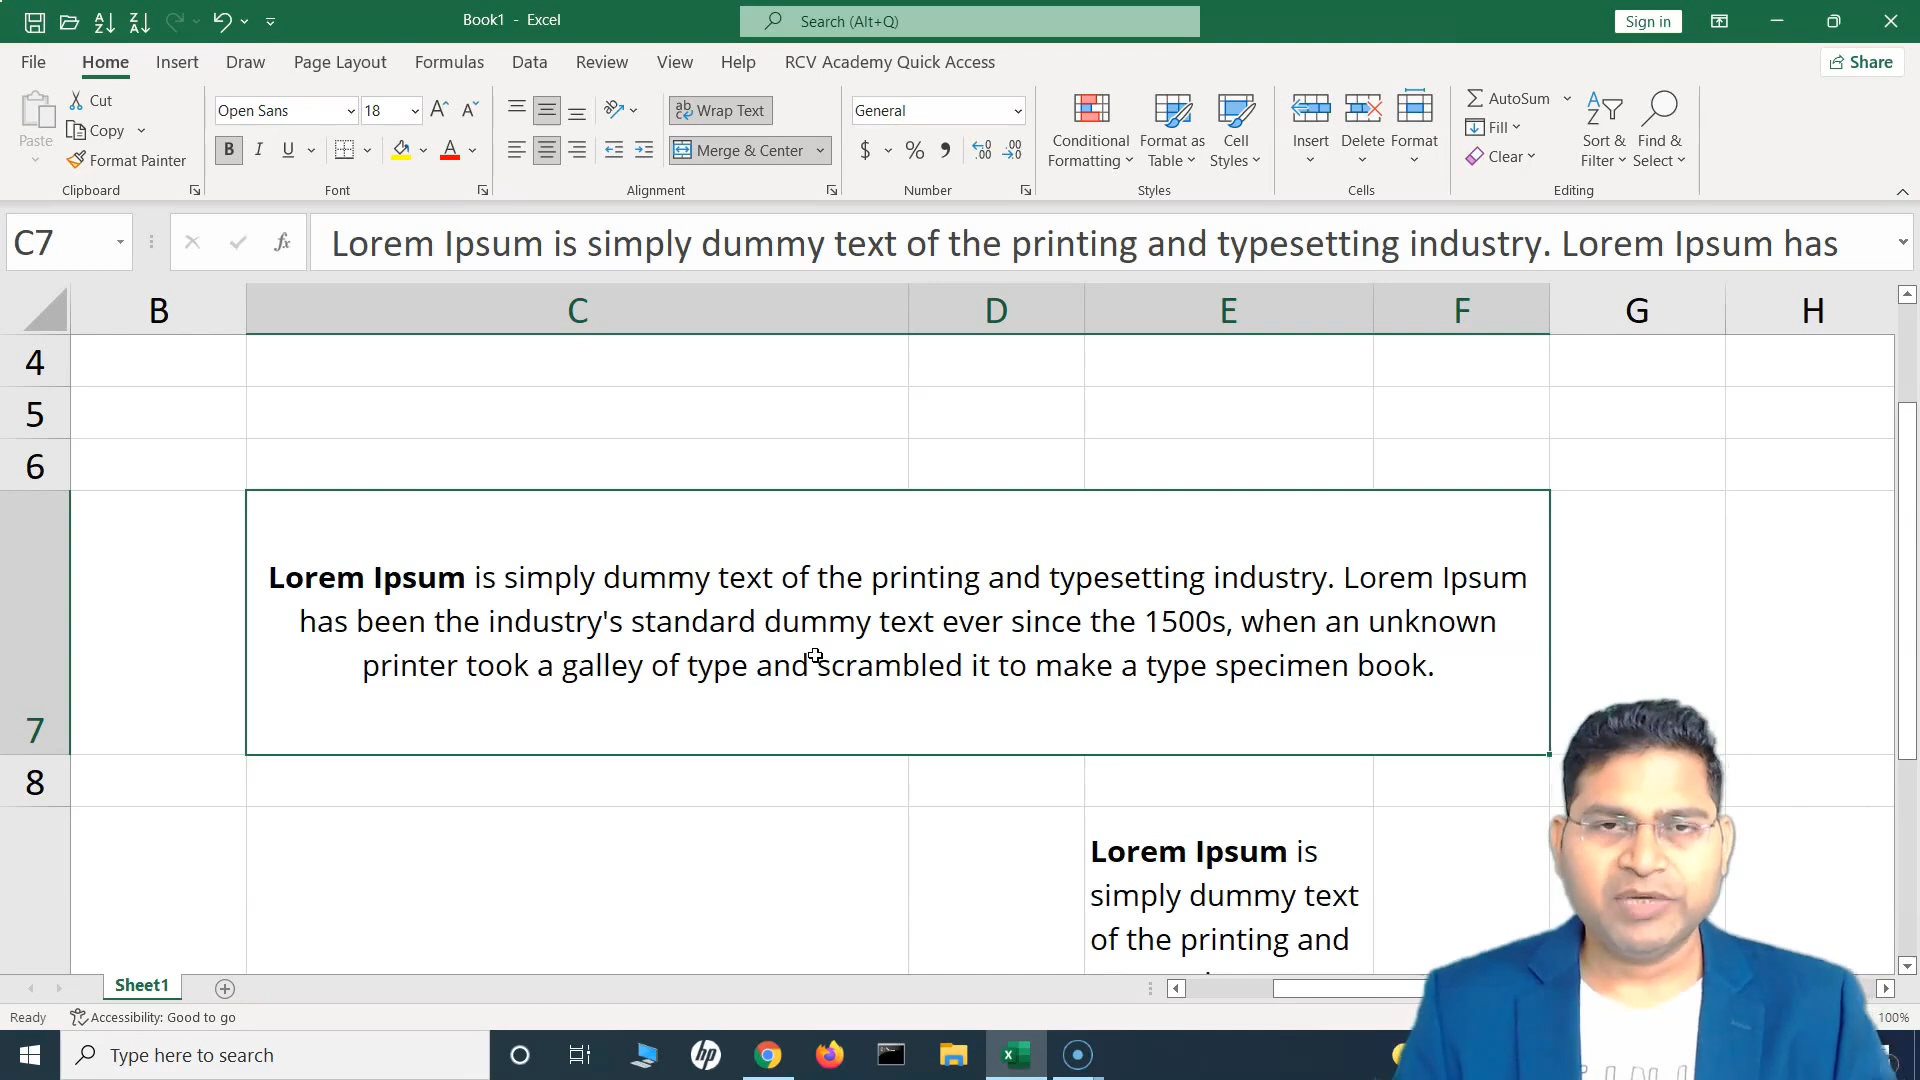 Book1 - Excel
Search (Alt+Q)
Sign in
File Home Insert Draw Page Layout Formulas Data Review View Help RCV Academy Quick Access
Share
Paste
Cut
Copy
Format Painter
Clipboard
Open Sans
18
B I U
Font
ab Wrap Text
Merge & Center
Alignment
General
$ % ,
Number
Conditional Formatting
Format as Table
Cell Styles
Styles
Insert
Delete
Format
Cells
AutoSum
Fill
Clear
Sort & Filter
Find & Select
Editing
C7
fx
Lorem Ipsum is simply dummy text of the printing and typesetting industry. Lorem Ipsum has
B C D E F G H
4
5
6
7
8
Lorem Ipsum is simply dummy text of the printing and typesetting industry. Lorem Ipsum
has been the industry's standard dummy text ever since the 1500s, when an unknown
printer took a galley of type and scrambled it to make a type specimen book.
Lorem Ipsum is
simply dummy text
of the printing and
Sheet1
Ready
Accessibility: Good to go
100%
Type here to search
hp